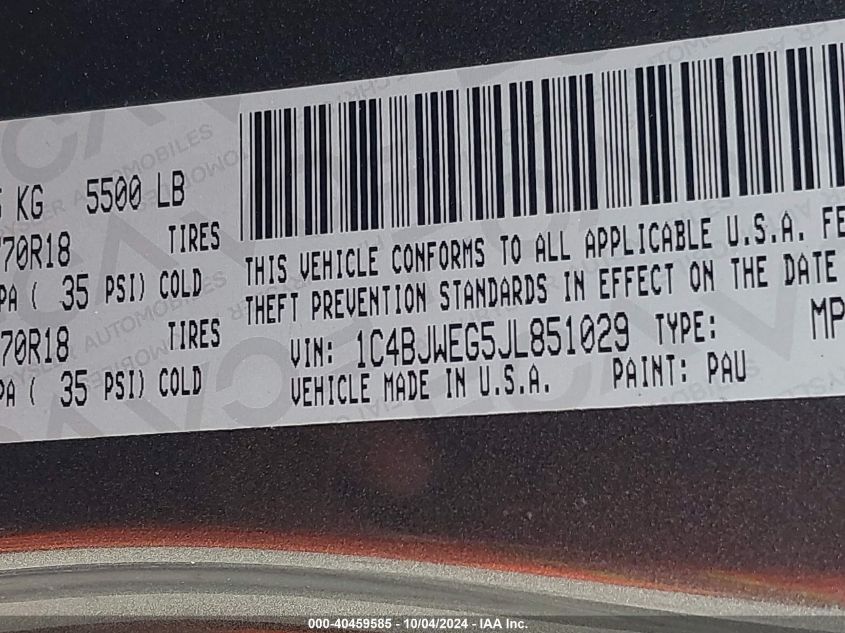 KG 5500 LB
70R18 TIRES
PA ( 35 PSI) COLD
70R18 TIRES
PA ( 35 PSI) COLD
THIS VEHICLE CONFORMS TO ALL APPLICABLE U.S.A. FE
THEFT PREVENTION STANDARDS IN EFFECT ON THE DATE
VIN: 1C4BJWEG5JL851029 TYPE: MP
VEHICLE MADE IN U.S.A. PAINT: PAU
000-40459585 - 10/04/2024 - IAA Inc.